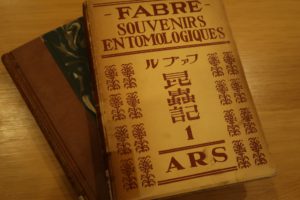 - FABRE -
SOUVENIRS
ENTOMOLOGIQUES
ファブル
昆蟲記
1
ARS